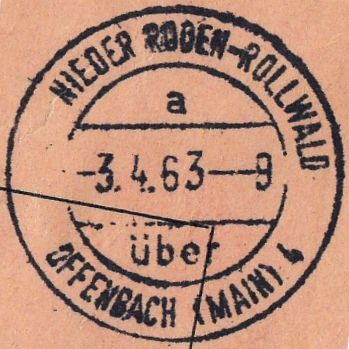 NIEDER RODEN-ROLLWALD
a
-3.4.63--9
über
OFFENBACH (MAIN) 4